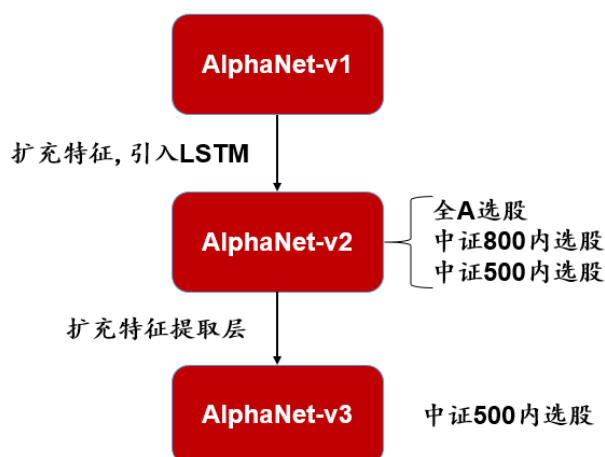 AlphaNet-v1
扩充特征, 引入LSTM
AlphaNet-v2
全A选股
中证800内选股
中证500内选股
扩充特征提取层
AlphaNet-v3
中证500内选股